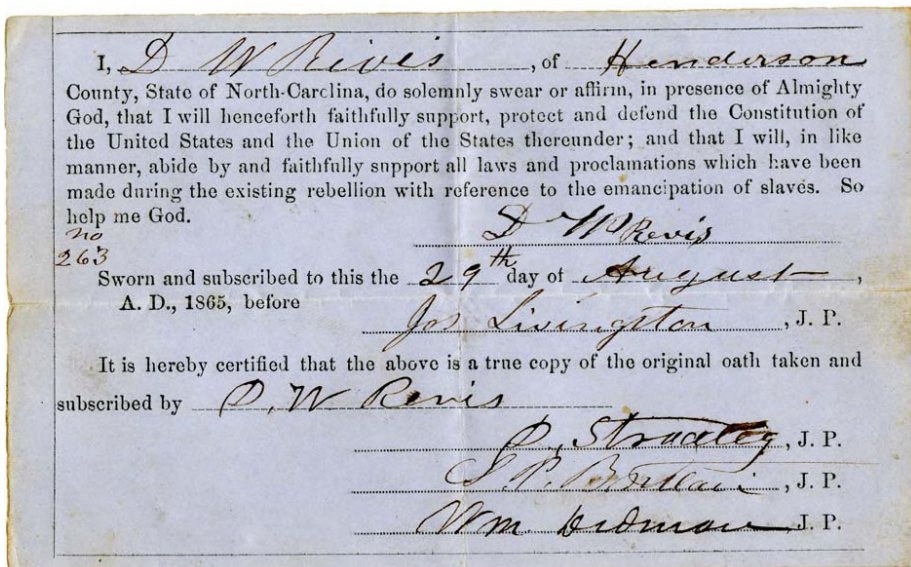 I, D W Rivis, of Henderson
County, State of North-Carolina, do solemnly swear or affirm, in presence of Almighty
God, that I will henceforth faithfully support, protect and defend the Constitution of
the United States and the Union of the States thereunder; and that I will, in like
manner, abide by and faithfully support all laws and proclamations which have been
made during the existing rebellion with reference to the emancipation of slaves. So
help me God.
D W Revis
no
263
Sworn and subscribed to this the 29th day of August,
A. D., 1865, before
Jos Livingston, J. P.
It is hereby certified that the above is a true copy of the original oath taken and
subscribed by D. W Revis
J. P.
J. P.
Wm. J. P.